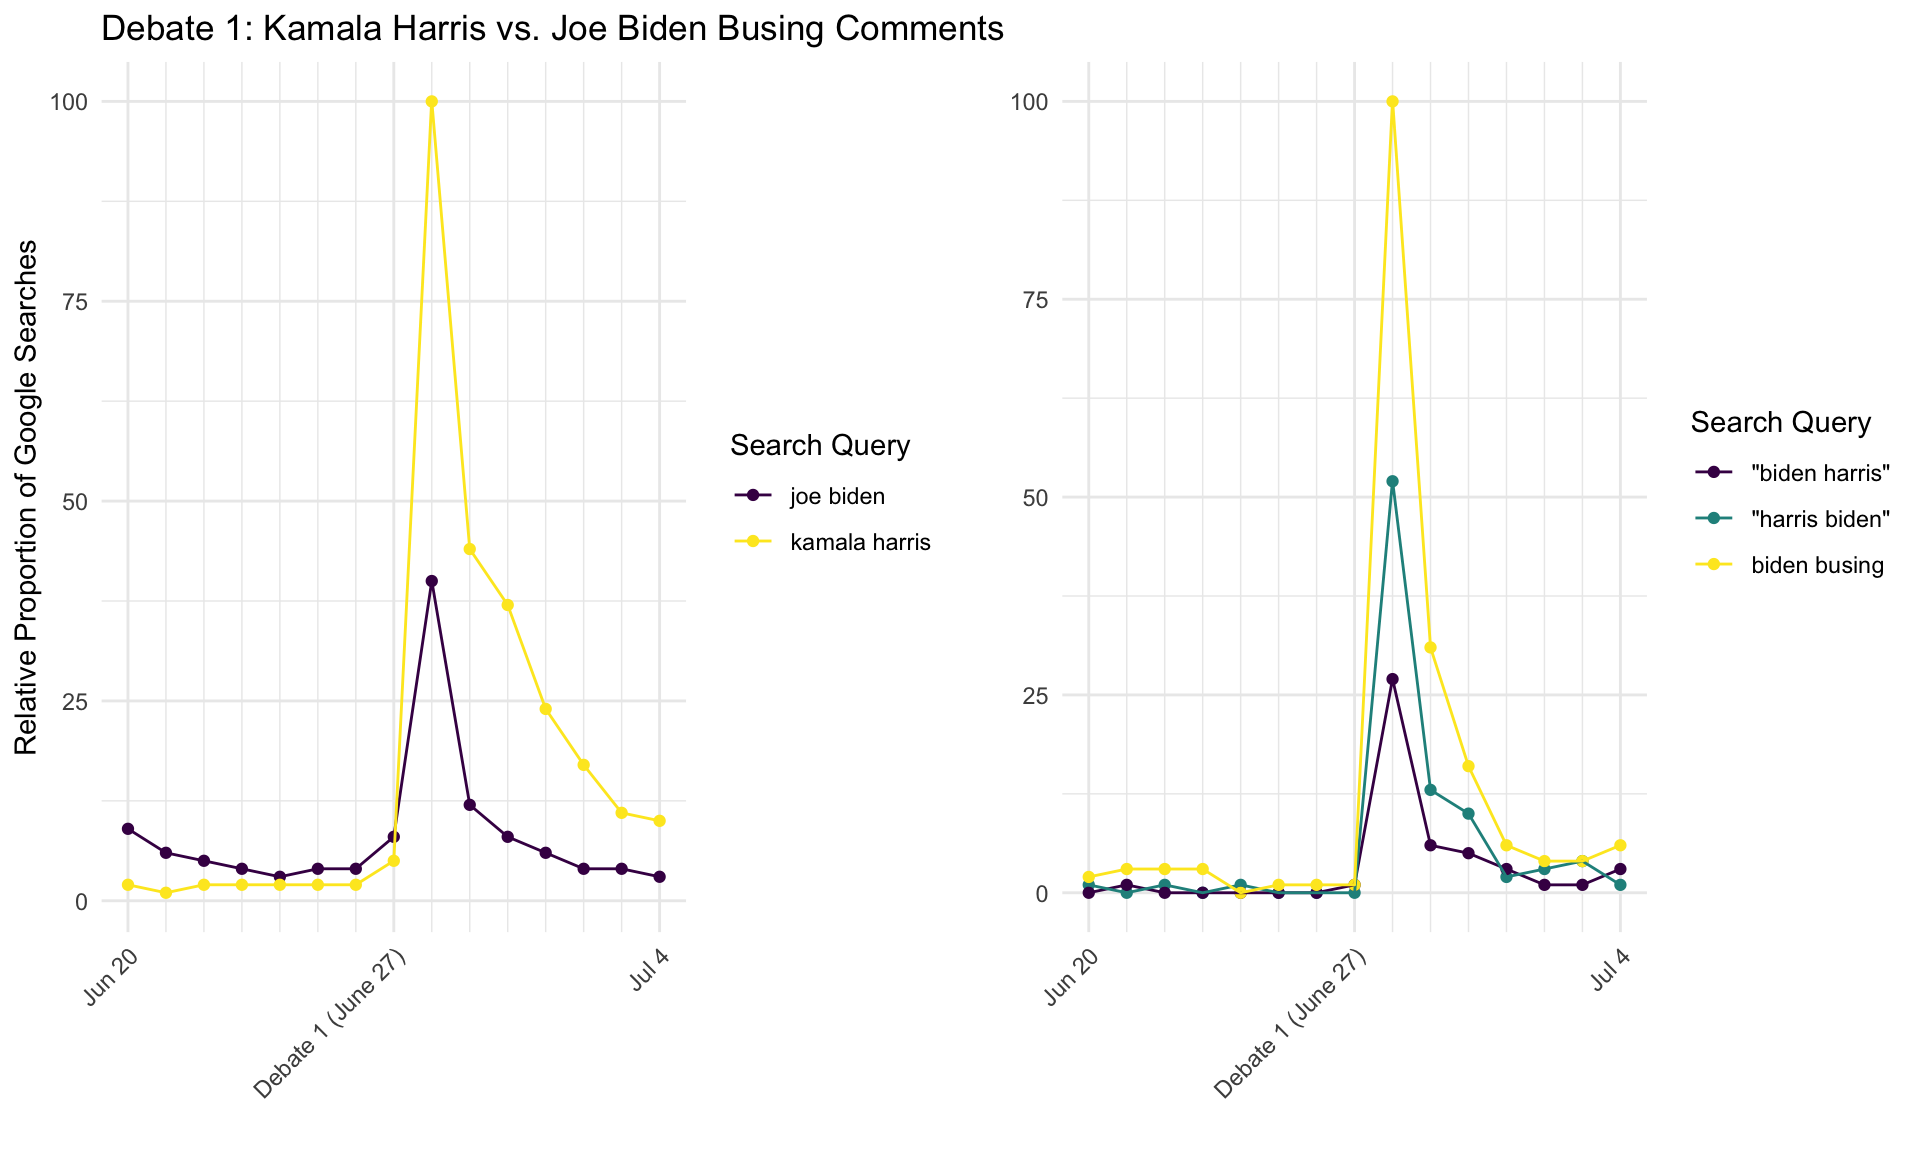 Debate 1: Kamala Harris vs. Joe Biden Busing Comments
Relative Proportion of Google Searches
100
75
50
25
0
Jun 20
Debate 1 (June 27)
Jul 4
Search Query
joe biden
kamala harris
100
75
50
25
0
Jun 20
Debate 1 (June 27)
Jul 4
Search Query
"biden harris"
"harris biden"
biden busing